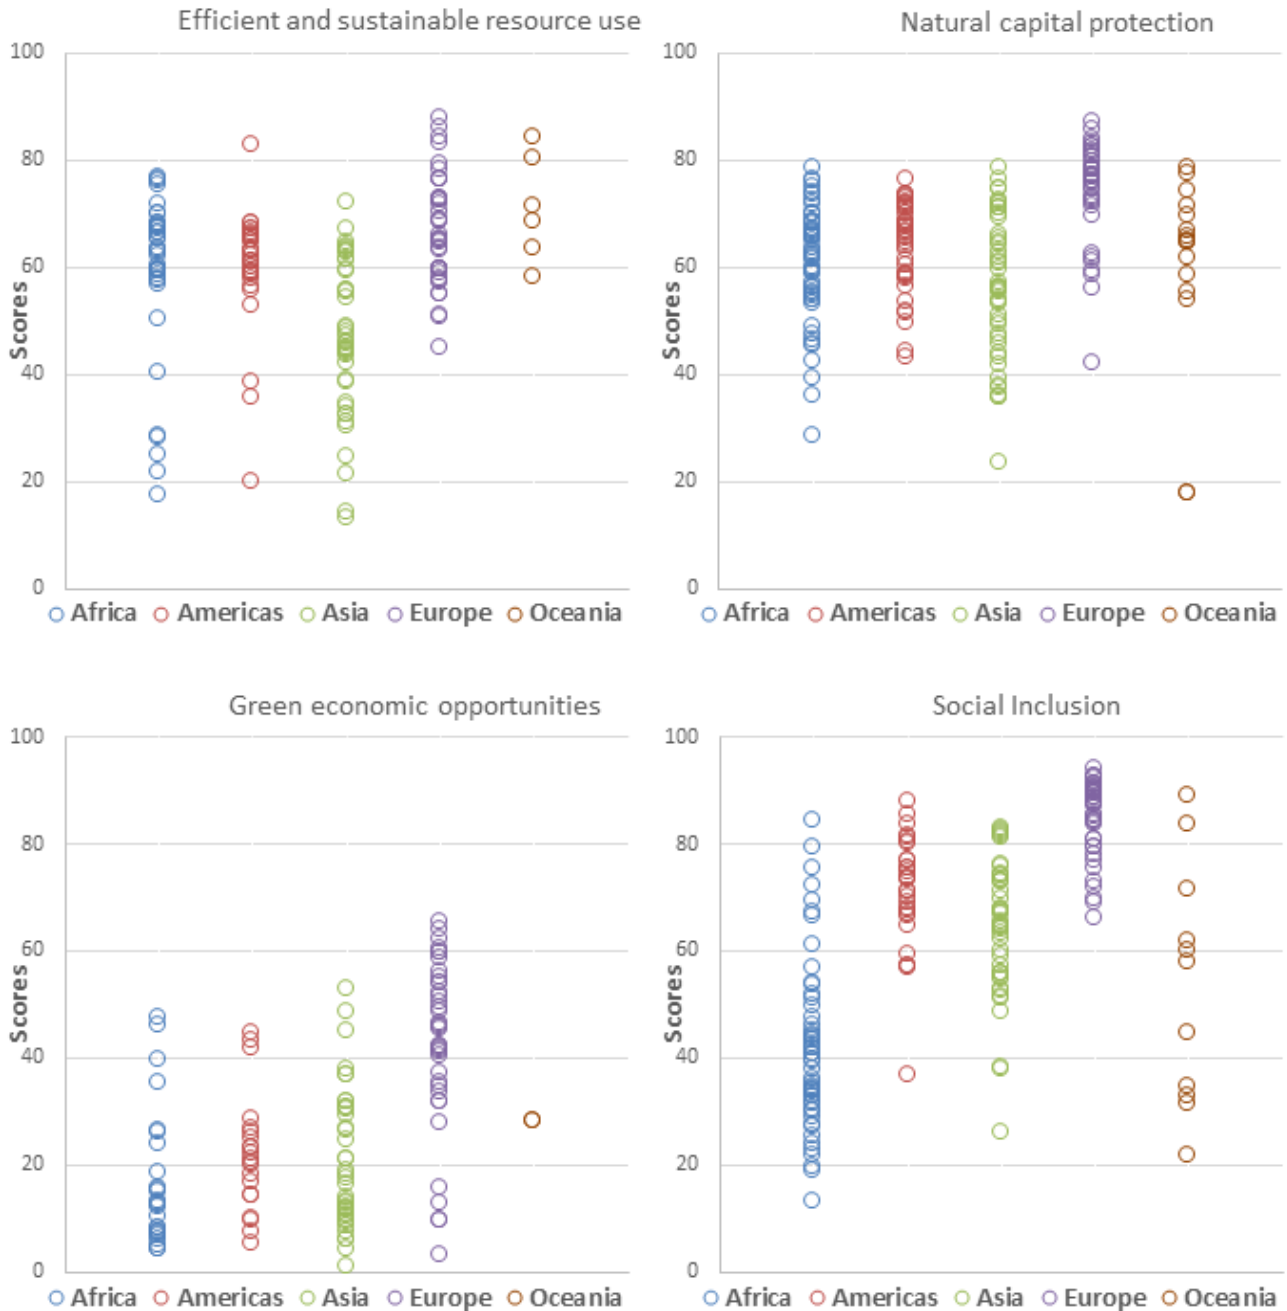 Efficient and sustainable resource use
100
80
60
40
20
0
Scores
Africa Americas Asia Europe Oceania
Natural capital protection
100
80
60
40
20
0
Scores
Africa Americas Asia Europe Oceania
Green economic opportunities
100
80
60
40
20
0
Scores
Africa Americas Asia Europe Oceania
Social Inclusion
100
80
60
40
20
0
Scores
Africa Americas Asia Europe Oceania